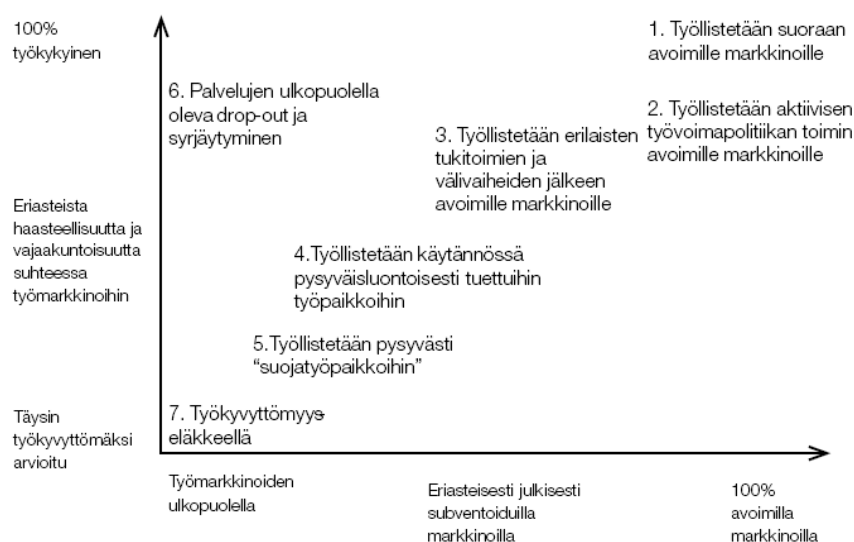 100%
työkykyinen
1. Työllistetään suoraan
avoimille markkinoille
6. Palvelujen ulkopuolella
oleva drop-out ja
syrjäytyminen
2. Työllistetään aktiivisen
työvoimapolitiikan toimin
avoimille markkinoille
3. Työllistetään erilaisten
tukitoimien ja
välivaiheiden jälkeen
avoimille markkinoille
Eriasteista
haasteellisuutta ja
vajaakuntoisuutta
suhteessa
työmarkkinoihin
4.Työllistetään käytännössä
pysyväisluontoisesti tuettuihin
työpaikkoihin
5.Työllistetään pysyvästi
“suojatyöpaikkoihin”
Täysin
työkyvyttömäksi
arvioitu
7. Työkyvyttömyys
eläkkeellä
Työmarkkinoiden
ulkopuolella
Eriasteisesti julkisesti
subventoiduilla
markkinoilla
100%
avoimilla
markkinoilla